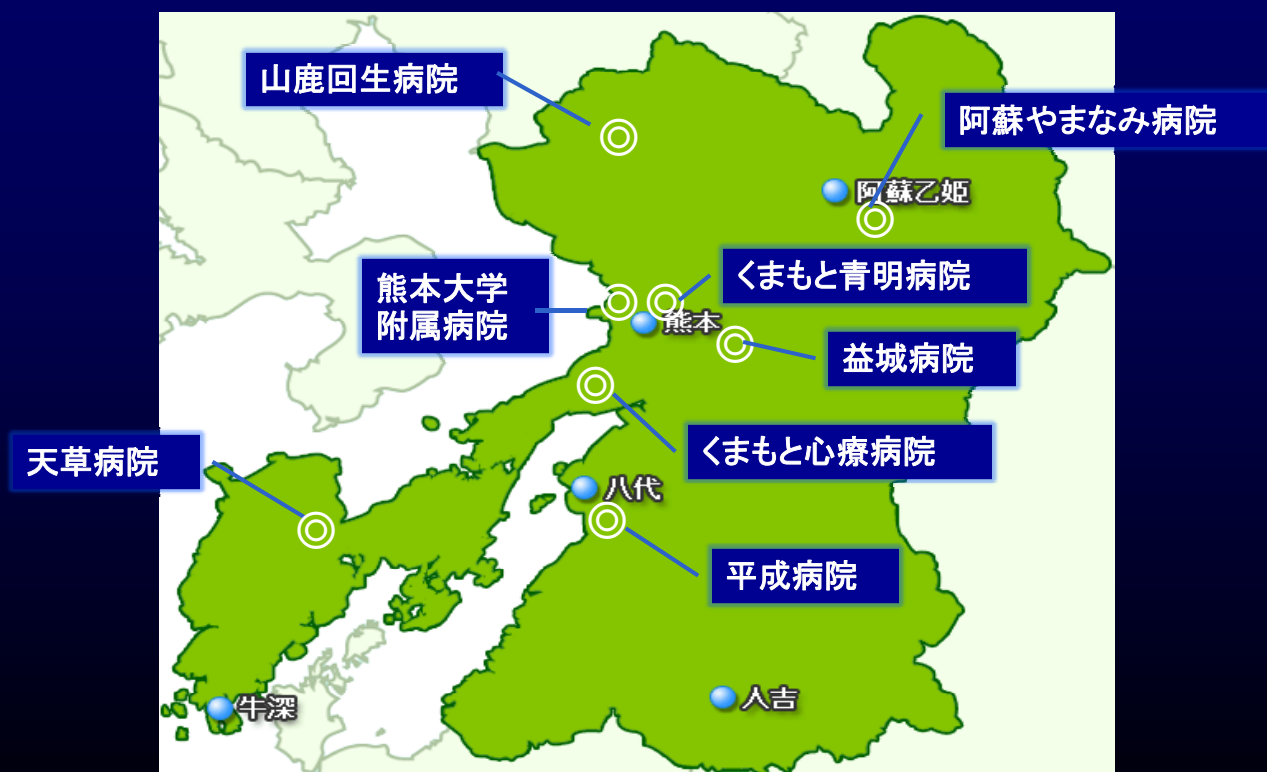 山鹿回生病院
阿蘇やまなみ病院
阿蘇乙姫
くまもと青明病院
熊本大学
附属病院
熊本
益城病院
くまもと心療病院
天草病院
八代
平成病院
人吉
牛深